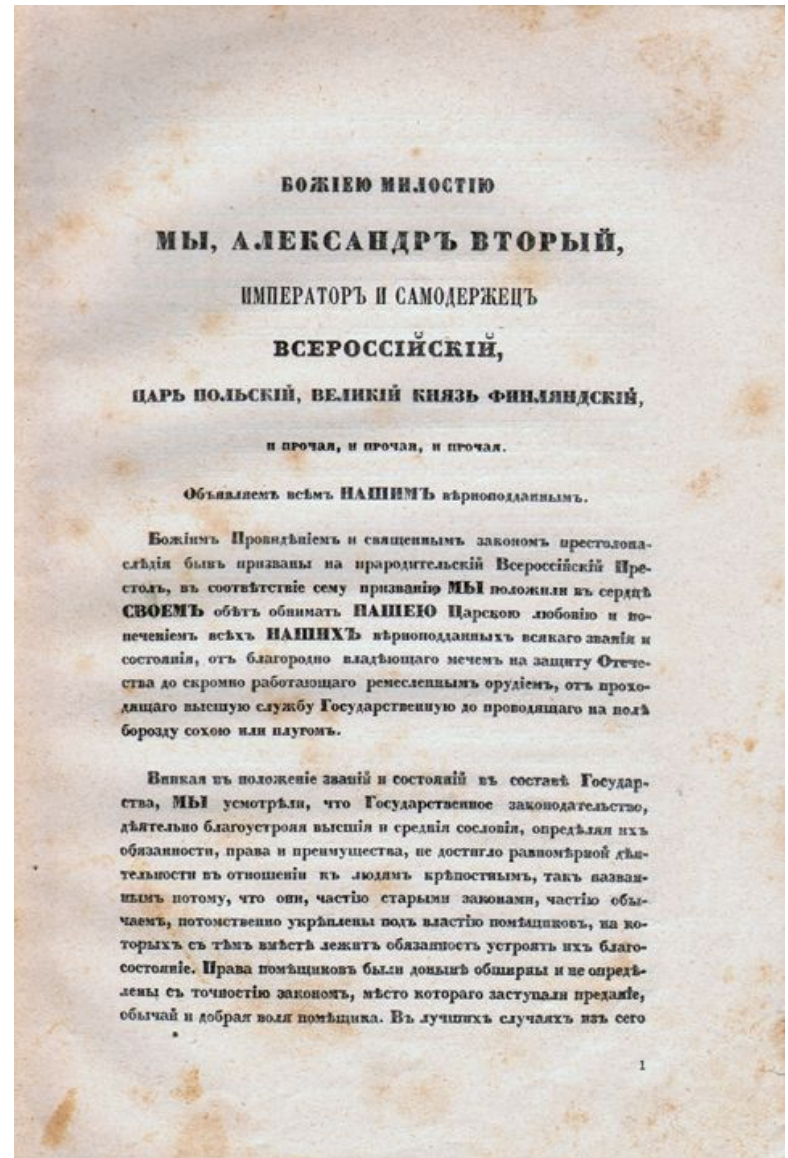 БОЖІЕЮ МИЛОСТІЮ
МЫ, АЛЕКСАНДРЪ ВТОРЫЙ,
ИМПЕРАТОРЪ И САМОДЕРЖЕЦЪ
ВСЕРОССІЙСКІЙ,
ЦАРЬ ПОЛЬСКІЙ, ВЕЛИКІЙ КНЯЗЬ ФИНЛЯНДСКІЙ,
и прочая, и прочая, и прочая.
Объявляемъ всѣмъ НАШИМЪ вѣрноподданнымъ.
Божіимъ Провидѣніемъ и священнымъ закономъ престолона-
слѣдія бывъ призваны на прародительскій Всероссійскій Пре-
столъ, въ соотвѣтствіе сему призванію МЫ положили въ сердцѣ
СВОЕМЪ обѣтъ обнимать НАШЕЮ Царскою любовію и по-
печеніемъ всѣхъ НАШИХЪ вѣрноподданныхъ всякаго званія и
состоянія, отъ благородно владѣющаго мечемъ на защиту Отече-
ства до скромно работающаго ремесленнымъ орудіемъ, отъ прохо-
дящаго высшую службу Государственную до проводящаго на полѣ
борозду сохою или плугомъ.
Вникая въ положеніе званій и состояній въ составѣ Государ-
ства, МЫ усмотрѣли, что Государственное законодательство,
дѣятельно благоустрояя высшія и среднія сословія, опредѣляя ихъ
обязанности, права и преимущества, не достигло равномѣрной дѣя-
тельности въ отношеніи къ людямъ крѣпостнымъ, такъ назван-
нымъ потому, что они, частію старыми законами, частію обы-
чаемъ, потомственно укрѣплены подъ властію помѣщиковъ, на ко-
торыхъ съ тѣмъ вмѣстѣ лежитъ обязанность устроять ихъ благо-
состояніе. Права помѣщиковъ были донынѣ обширны и не опредѣ-
лены съ точностію закономъ, мѣсто котораго заступали преданіе,
обычай и добрая воля помѣщика. Въ лучшихъ случаяхъ изъ сего
1